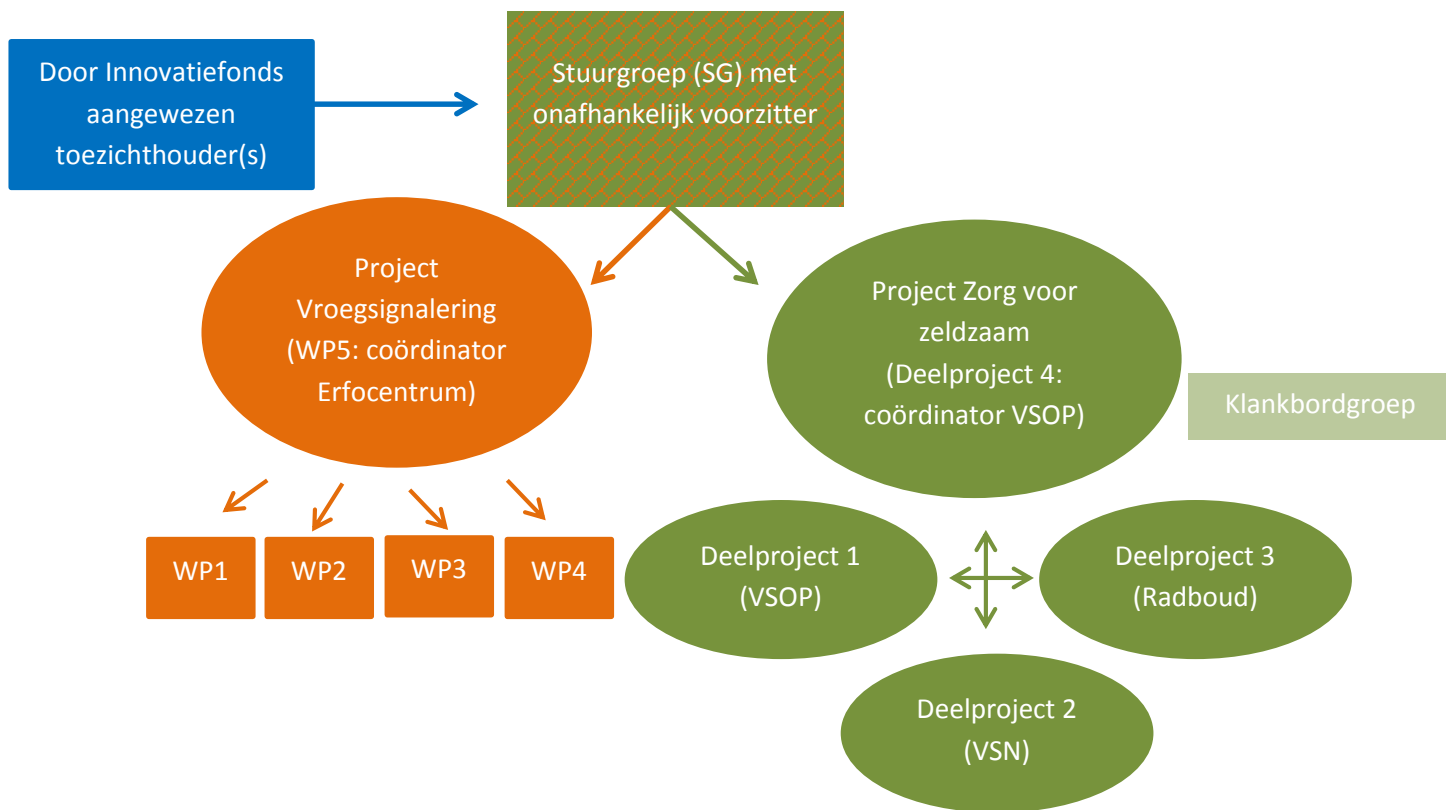 Door Innovatiefonds
aangewezen
toezichthouder(s)
Stuurgroep (SG) met
onafhankelijk voorzitter
Project
Vroegsignalering
(WP5: coördinator
Erfocentrum)
Project Zorg voor
zeldzaam
(Deelproject 4:
coördinator VSOP)
Klankbordgroep
WP1
WP2
WP3
WP4
Deelproject 1
(VSOP)
Deelproject 3
(Radboud)
Deelproject 2
(VSN)